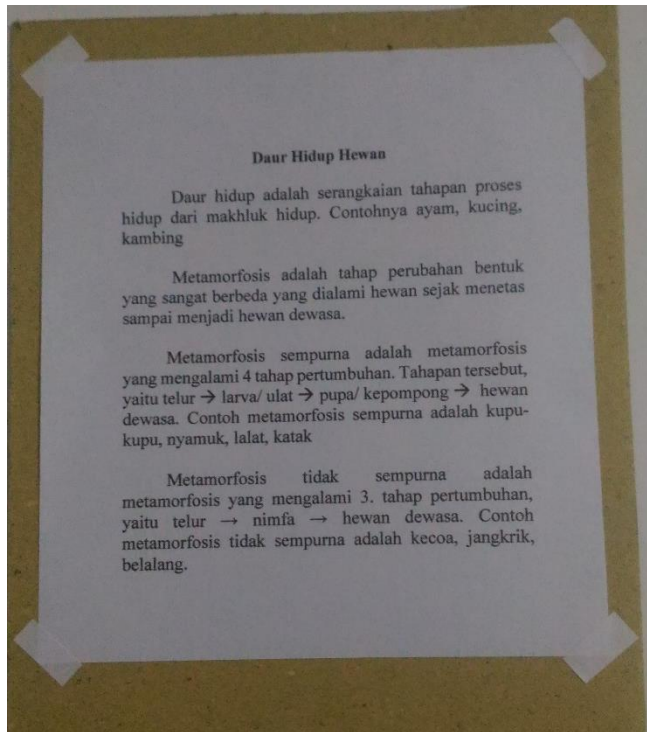 Daur Hidup Hewan
Daur hidup adalah serangkaian tahapan proses
hidup dari makhluk hidup. Contohnya ayam, kucing,
kambing
Metamorfosis adalah tahap perubahan bentuk
yang sangat berbeda yang dialami hewan sejak menetas
sampai menjadi hewan dewasa.
Metamorfosis sempurna adalah metamorfosis
yang mengalami 4 tahap pertumbuhan. Tahapan tersebut,
yaitu telur → larva/ ulat → pupa/ kepompong → hewan
dewasa. Contoh metamorfosis sempurna adalah kupu-
kupu, nyamuk, lalat, katak
Metamorfosis tidak sempurna adalah
metamorfosis yang mengalami 3. tahap pertumbuhan,
yaitu telur → nimfa → hewan dewasa. Contoh
metamorfosis tidak sempurna adalah kecoa, jangkrik,
belalang.